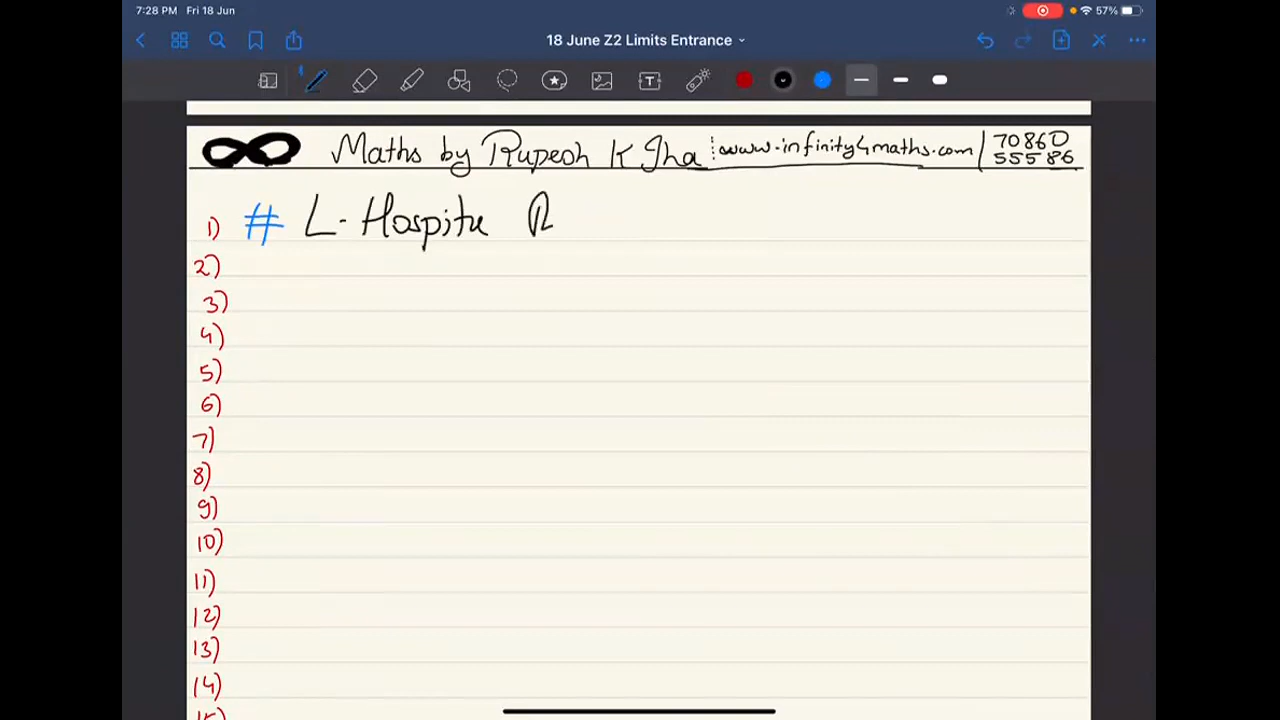 7:28 PM Fri 18 Jun 57%
18 June Z2 Limits Entrance
T
Maths by Rupesh K Jha www.infinity4maths.com 70860 55586
1) # L-Hospita R
2)
3)
4)
5)
6)
7)
8)
9)
10)
11)
12)
13)
14)